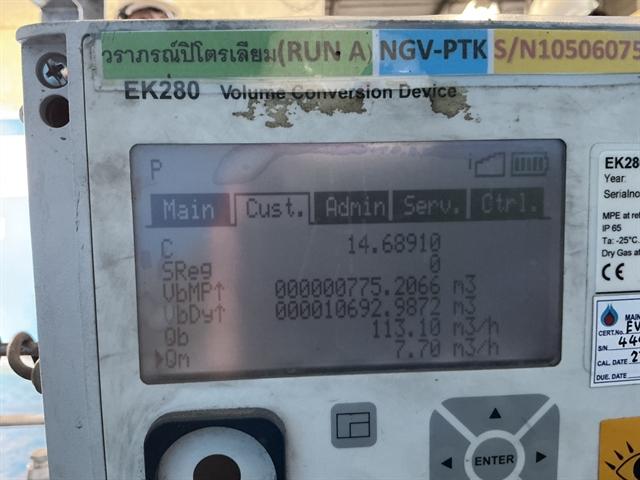 วราภรณ์ปิโตรเลียม(RUN A) NGV-PTK S/N10506075
EK280 Volume Conversion Device
P
Main Cust. Admin Serv. Ctrl.
C 14.68910
SReg 0
VbMP↑ 000000775.2066 m3
VbDy↑ 000010692.9872 m3
Qb 113.10 m3/h
Qm 7.70 m3/h
ENTER
EK28
Year:
Serialno
MPE at re
IP 65
Ta: -25°C
Dry Gas a
CE
MAIN
CERT.No. EV
S/N 44
CAL. DATE 2
DUE. DATE